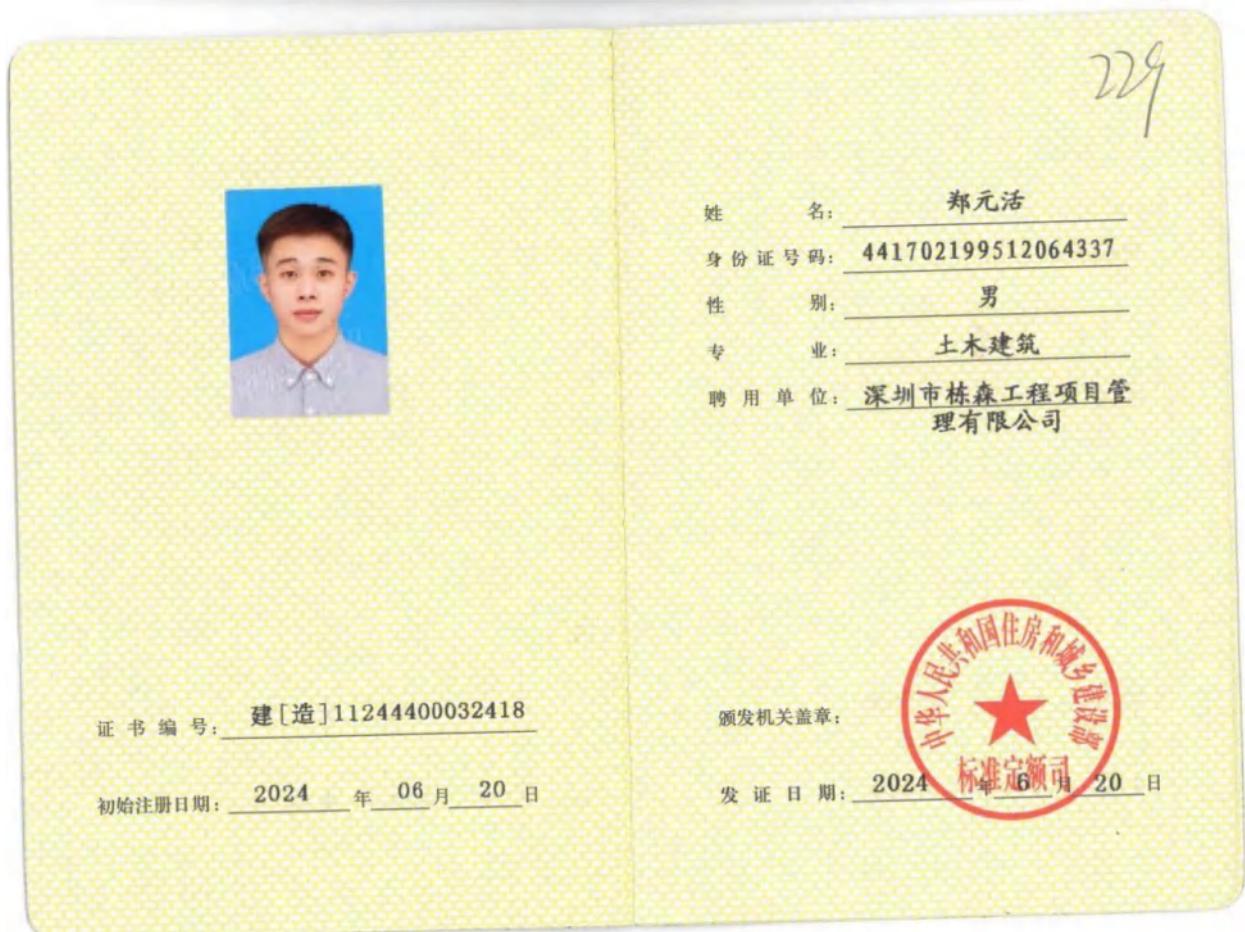 229
姓名：郑元活
身份证号码：441702199512064337
性别：男
专业：土木建筑
聘用单位：深圳市栋森工程项目管
理有限公司
证书编号：建[造]11244400032418
初始注册日期：2024年06月20日
颁发机关盖章：
中华人民共和国住房和城乡建设部
标准定额司
发证日期：2024年6月20日